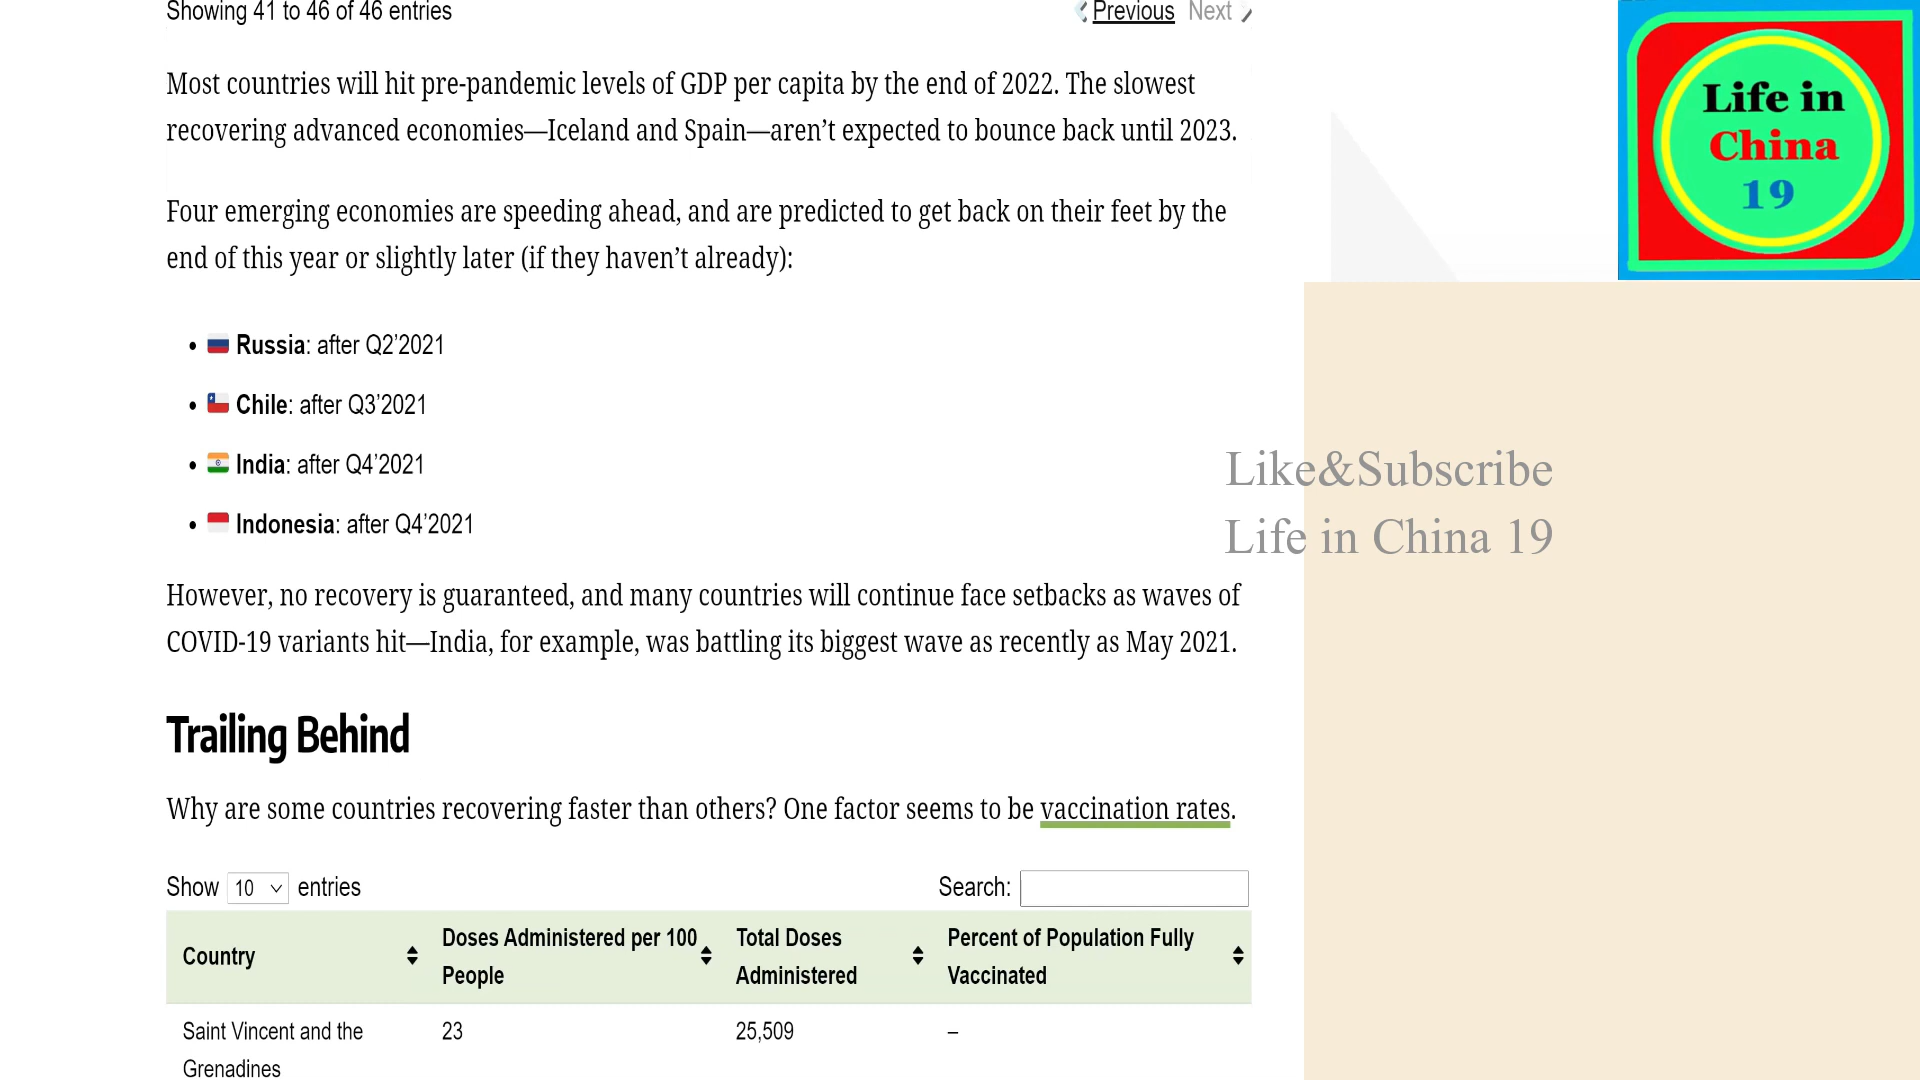 Showing 41 to 46 of 46 entries
Previous Next
Life in
China
19
Most countries will hit pre-pandemic levels of GDP per capita by the end of 2022. The slowest
recovering advanced economies—Iceland and Spain—aren’t expected to bounce back until 2023.
Four emerging economies are speeding ahead, and are predicted to get back on their feet by the
end of this year or slightly later (if they haven’t already):
• Russia: after Q2’2021
• Chile: after Q3’2021
• India: after Q4’2021
• Indonesia: after Q4’2021
Like&Subscribe
Life in China 19
However, no recovery is guaranteed, and many countries will continue face setbacks as waves of
COVID-19 variants hit—India, for example, was battling its biggest wave as recently as May 2021.
Trailing Behind
Why are some countries recovering faster than others? One factor seems to be vaccination rates.
Show 10 entries
Search:
Country
Doses Administered per 100
People
Total Doses
Administered
Percent of Population Fully
Vaccinated
Saint Vincent and the
Grenadines
23
25,509
–